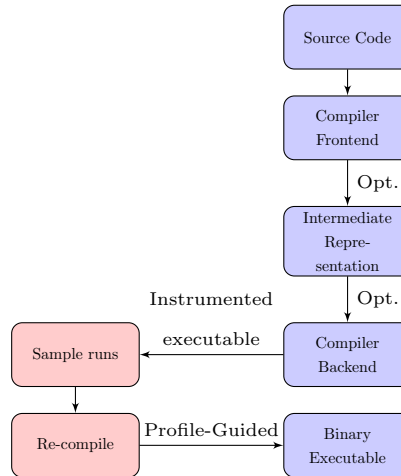 Source Code
Compiler
Frontend
Opt.
Intermediate
Repre-
sentation
Opt.
Instrumented
executable
Sample runs
Compiler
Backend
Re-compile
Profile-Guided
Binary
Executable